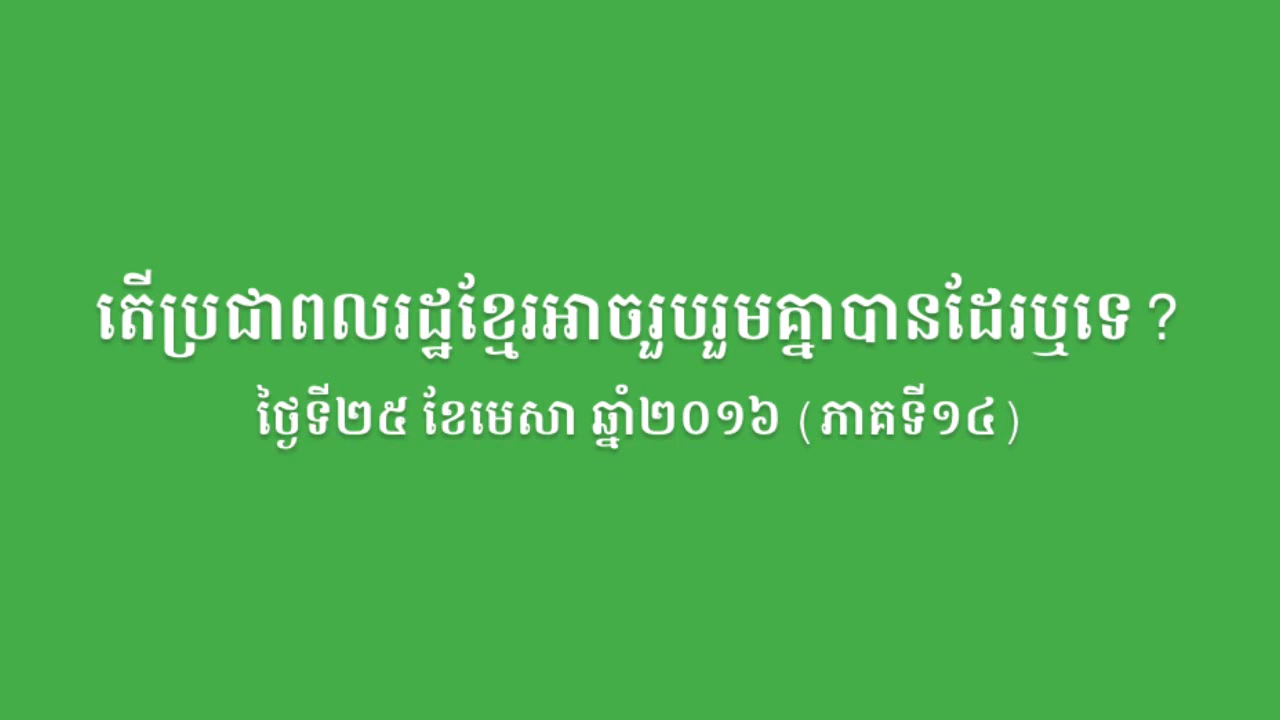 តើប្រជាពលរដ្ឋខ្មែរអាចរួបរួមគ្នាបានដែរឬទេ ?
ថ្ងៃទី២៥ ខែមេសា ឆ្នាំ២០១៦ (ភាគទី១៤)